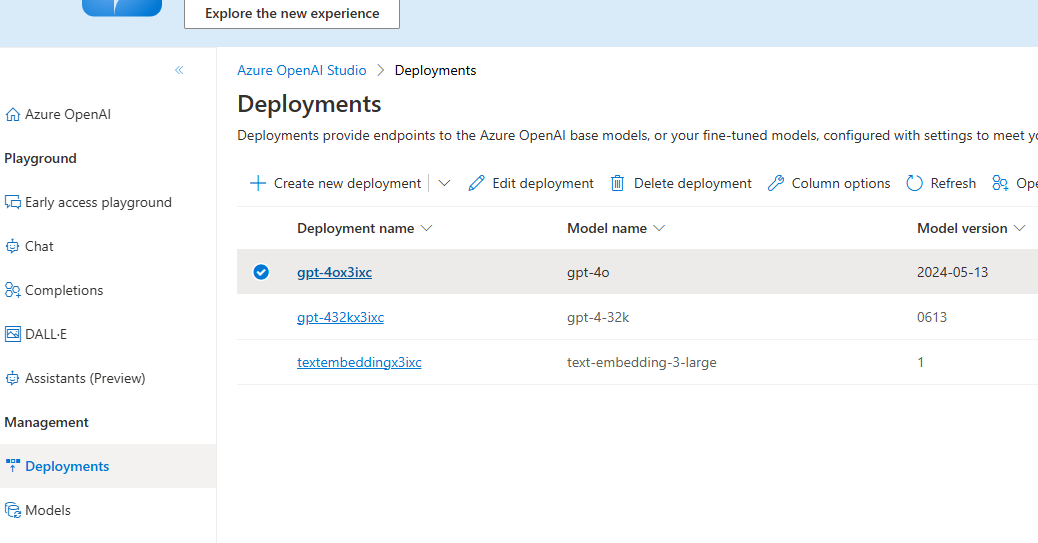 Explore the new experience
Azure OpenAI Studio > Deployments
Deployments
Deployments provide endpoints to the Azure OpenAI base models, or your fine-tuned models, configured with settings to meet
Create new deployment Edit deployment Delete deployment Column options Refresh
Deployment name Model name Model version
gpt-4ox3ixc gpt-4o 2024-05-13
gpt-432kx3ixc gpt-4-32k 0613
textembeddingx3ixc text-embedding-3-large 1
Azure OpenAI
Playground
Early access playground
Chat
Completions
DALL·E
Assistants (Preview)
Management
Deployments
Models